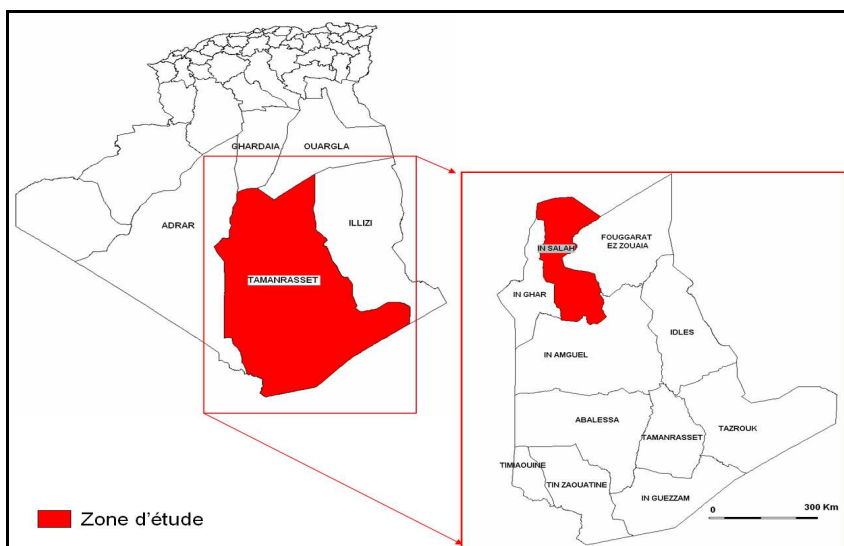 GHARDAIA
OUARGLA
ADRAR
ILLIZI
TAMANRASSET
Zone d'étude
FOUGGARAT
EZ ZOUAIA
IN SALAH
IN GHAR
IDLES
IN AMGUEL
ABALESSA
TAMANRASSET
TAZROUK
TIMIAOUINE
TIN ZAOUATINE
IN GUEZZAM
0 300 Km